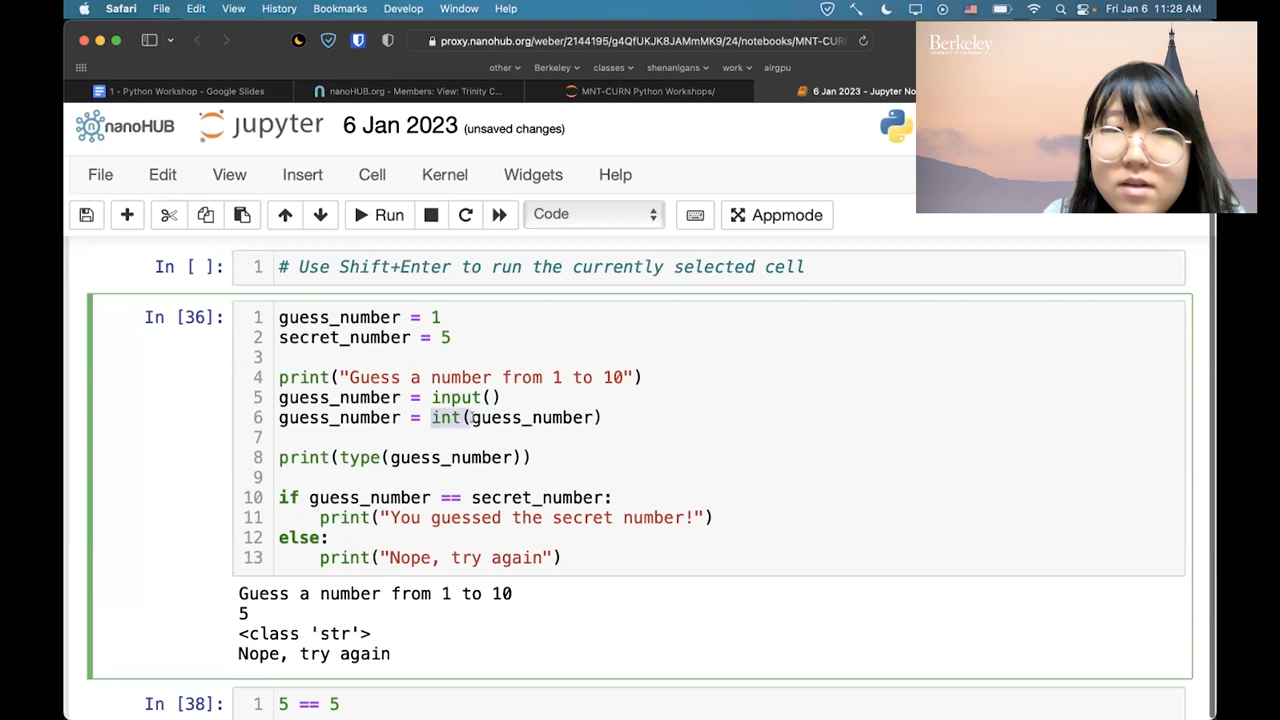 Safari File Edit View History Bookmarks Develop Window Help Fri Jan 6 11:28 AM
proxy.nanohub.org/weber/2144195/g4QfUKJK8JAMmMK9/24/notebooks/MNT-CUR
other Berkeley classes shenanigans work airgpu
1 - Python Workshop - Google Slides nanoHUB.org - Members: View: Trinity C... MNT-CURN Python Workshops/ 6 Jan 2023 - Jupyter No
Berkeley
nanoHUB jupyter 6 Jan 2023 (unsaved changes)
File Edit View Insert Cell Kernel Widgets Help
Run Code Appmode
In [ ]: 1 # Use Shift+Enter to run the currently selected cell
In [36]: 1 guess_number = 1
2 secret_number = 5
3
4 print("Guess a number from 1 to 10")
5 guess_number = input()
6 guess_number = int(guess_number)
7
8 print(type(guess_number))
9
10 if guess_number == secret_number:
11 print("You guessed the secret number!")
12 else:
13 print("Nope, try again")
Guess a number from 1 to 10
5
<class 'str'>
Nope, try again
In [38]: 1 5 == 5